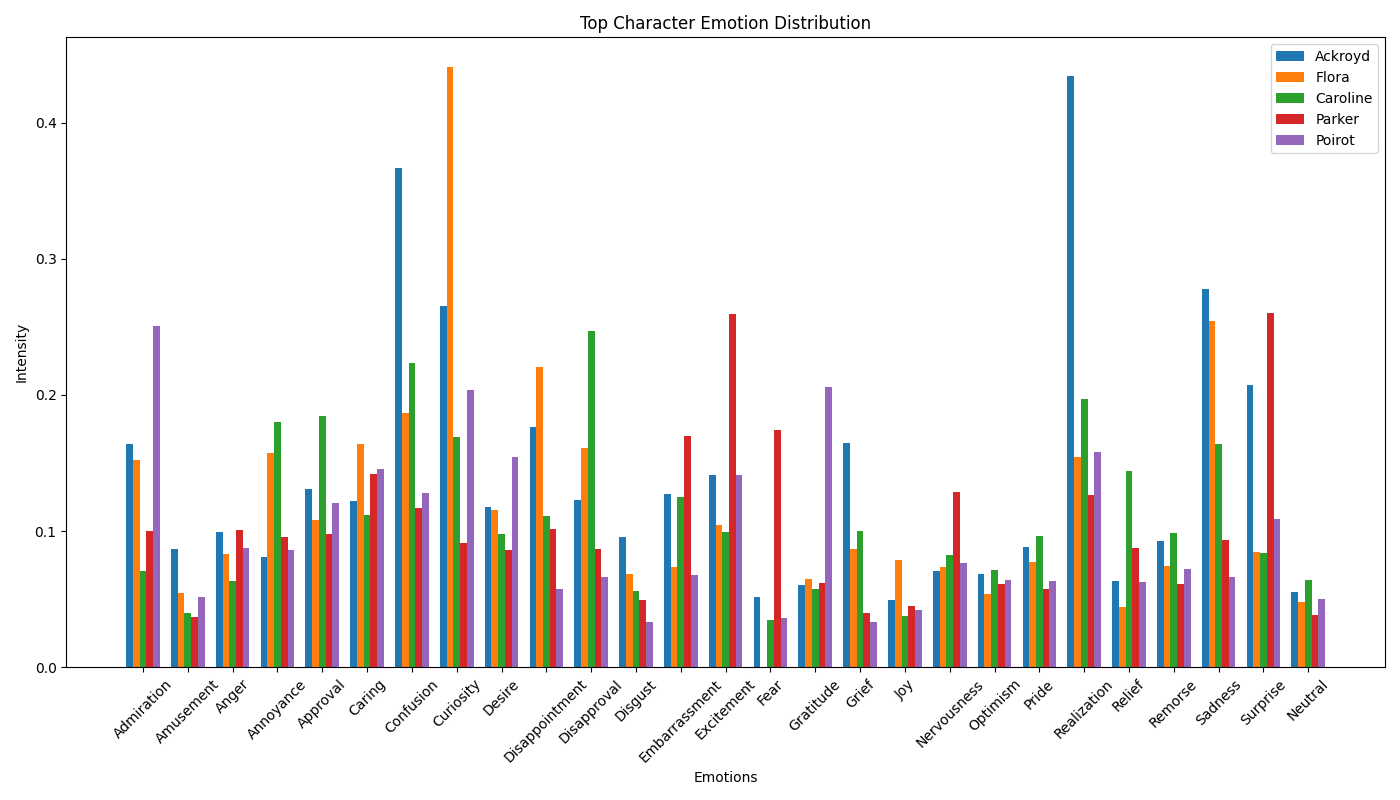 Top Character Emotion Distribution
Ackroyd
Flora
Caroline
Parker
Poirot
Intensity
0.4
0.3
0.2
0.1
0.0
Admiration
Amusement
Anger
Annoyance
Approval
Caring
Confusion
Curiosity
Desire
Disappointment
Disapproval
Disgust
Embarrassment
Excitement
Fear
Gratitude
Grief
Joy
Nervousness
Optimism
Pride
Realization
Relief
Remorse
Sadness
Surprise
Neutral
Emotions